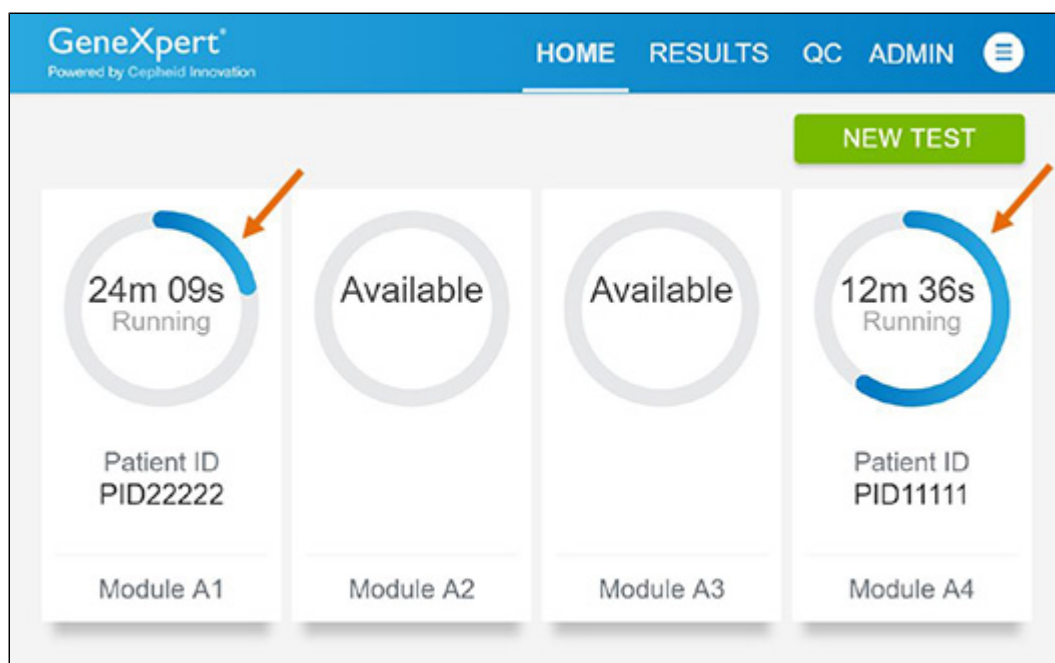 GeneXpert®
Powered by Cepheid Innovation
HOME RESULTS QC ADMIN
NEW TEST
24m 09s
Running
Patient ID
PID22222
Module A1
Available
Module A2
Available
Module A3
12m 36s
Running
Patient ID
PID11111
Module A4